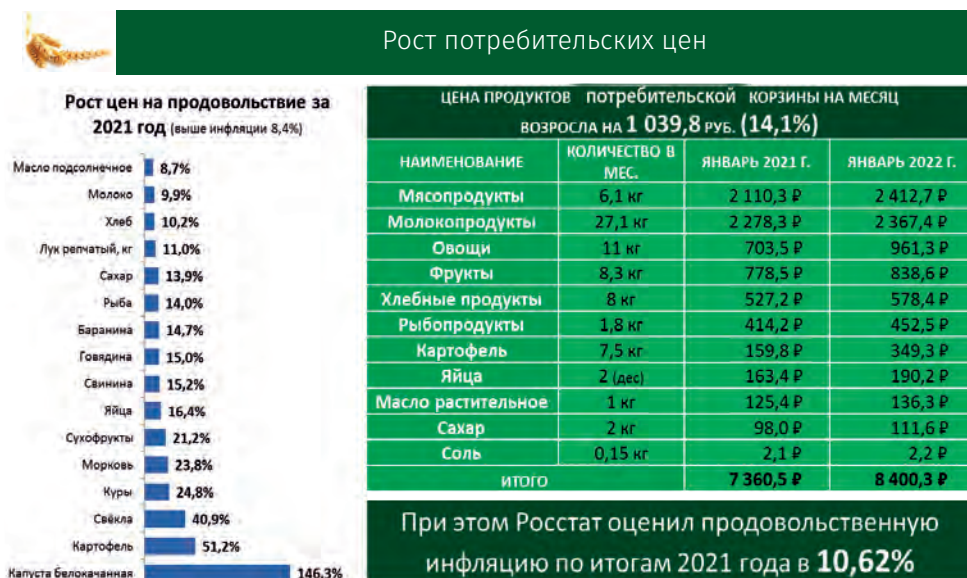 Рост потребительских цен
Рост цен на продовольствие за
2021 год (выше инфляции 8,4%)
Масло подсолнечное 8,7%
Молоко 9,9%
Хлеб 10,2%
Лук репчатый, кг 11,0%
Сахар 13,9%
Рыба 14,0%
Баранина 14,7%
Говядина 15,0%
Свинина 15,2%
Яйца 16,4%
Сухофрукты 21,2%
Морковь 23,8%
Куры 24,8%
Свёкла 40,9%
Картофель 51,2%
Капуста белокачанная 146,3%
ЦЕНА ПРОДУКТОВ потребительской КОРЗИНЫ НА МЕСЯЦ
ВОЗРОСЛА НА 1 039,8 РУБ. (14,1%)
НАИМЕНОВАНИЕ КОЛИЧЕСТВО В МЕС. ЯНВАРЬ 2021 Г. ЯНВАРЬ 2022 Г.
Мясопродукты 6,1 кг 2 110,3 ₽ 2 412,7 ₽
Молокопродукты 27,1 кг 2 278,3 ₽ 2 367,4 ₽
Овощи 11 кг 703,5 ₽ 961,3 ₽
Фрукты 8,3 кг 778,5 ₽ 838,6 ₽
Хлебные продукты 8 кг 527,2 ₽ 578,4 ₽
Рыбопродукты 1,8 кг 414,2 ₽ 452,5 ₽
Картофель 7,5 кг 159,8 ₽ 349,3 ₽
Яйца 2 (дес) 163,4 ₽ 190,2 ₽
Масло растительное 1 кг 125,4 ₽ 136,3 ₽
Сахар 2 кг 98,0 ₽ 111,6 ₽
Соль 0,15 кг 2,1 ₽ 2,2 ₽
ИТОГО 7 360,5 ₽ 8 400,3 ₽
При этом Росстат оценил продовольственную
инфляцию по итогам 2021 года в 10,62%